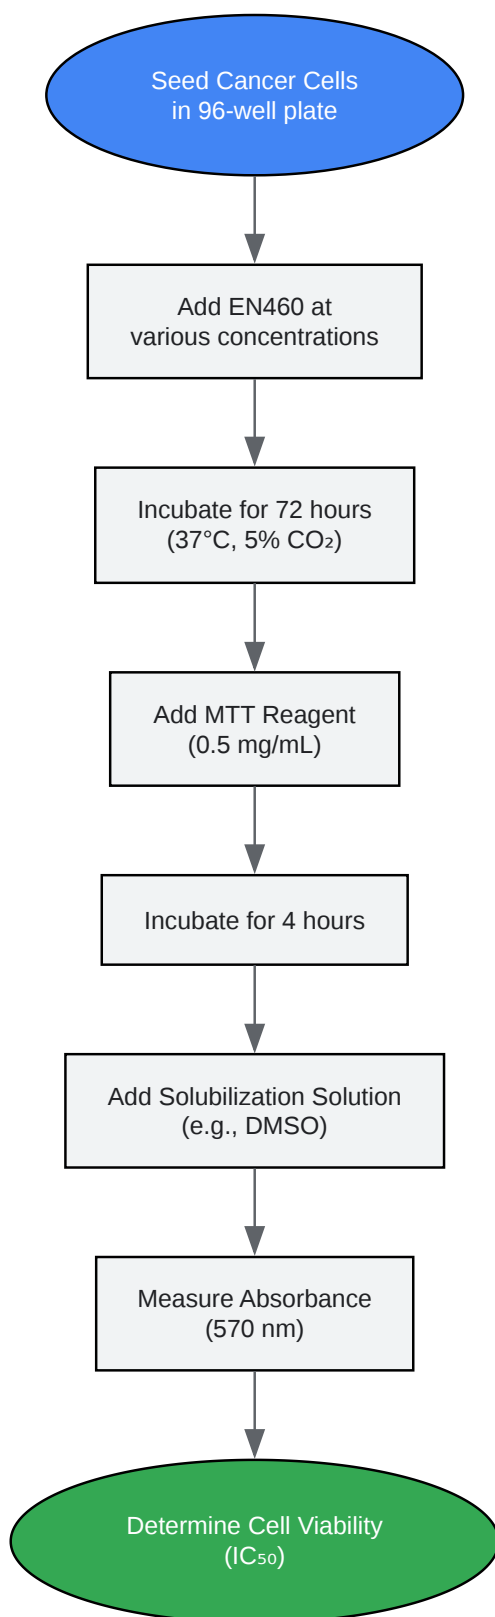 Seed Cancer Cells
in 96-well plate
Add EN460 at
various concentrations
Incubate for 72 hours
(37°C, 5% CO₂)
Add MTT Reagent
(0.5 mg/mL)
Incubate for 4 hours
Add Solubilization Solution
(e.g., DMSO)
Measure Absorbance
(570 nm)
Determine Cell Viability
(IC₅₀)